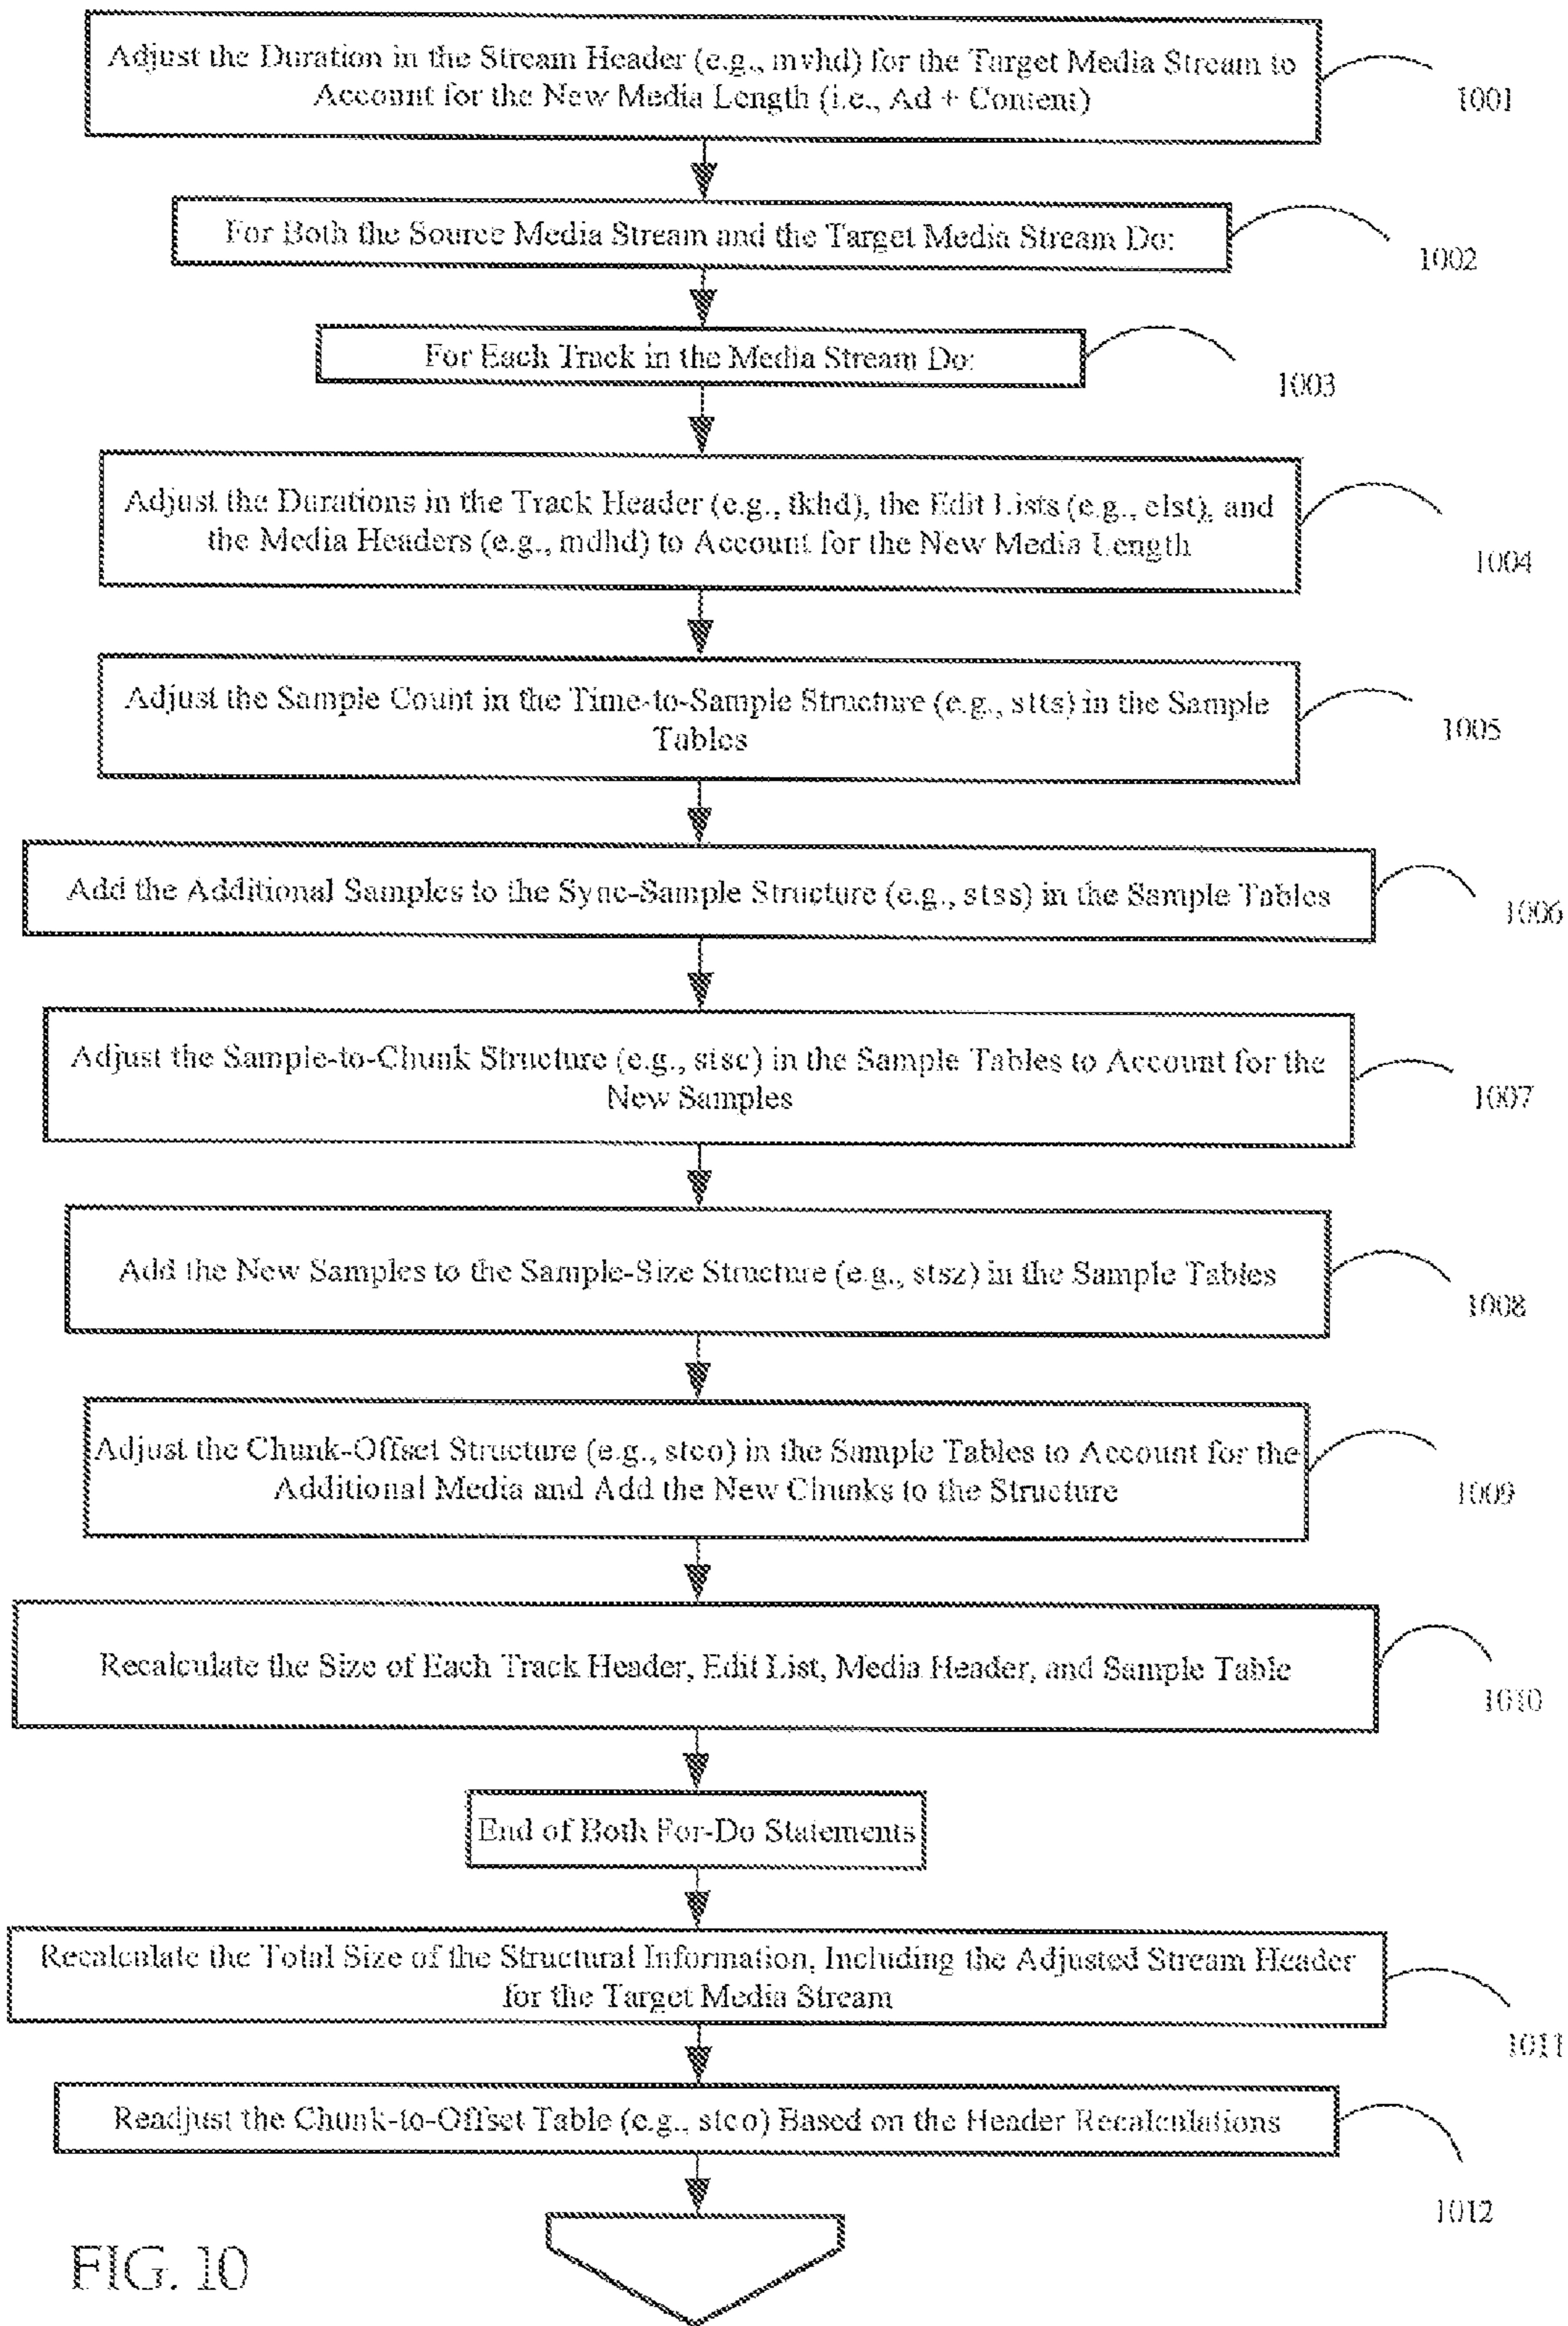 Adjust the Duration in the Stream Header (e.g., mvhd) for the Target Media Stream to
Account for the New Media Length (i.e., Ad + Content)
1001
For Both the Source Media Stream and the Target Media Stream Do:
1002
For Each Track in the Media Stream Do:
1003
Adjust the Durations in the Track Header (e.g., tkhd), the Edit Lists (e.g., elst), and
the Media Headers (e.g., mdhd) to Account for the New Media Length
1004
Adjust the Sample Count in the Time-to-Sample Structure (e.g., stts) in the Sample
Tables
1005
Add the Additional Samples to the Sync-Sample Structure (e.g., stss) in the Sample Tables
1006
Adjust the Sample-to-Chunk Structure (e.g., stsc) in the Sample Tables to Account for the
New Samples
1007
Add the New Samples to the Sample-Size Structure (e.g., stsz) in the Sample Tables
1008
Adjust the Chunk-Offset Structure (e.g., stco) in the Sample Tables to Account for the
Additional Media and Add the New Chunks to the Structure
1009
Recalculate the Size of Each Track Header, Edit List, Media Header, and Sample Table
1010
End of Both For-Do Statements
Recalculate the Total Size of the Structural Information, Including the Adjusted Stream Header
for the Target Media Stream
1011
Readjust the Chunk-to-Offset Table (e.g., stco) Based on the Header Recalculations
1012
FIG. 10